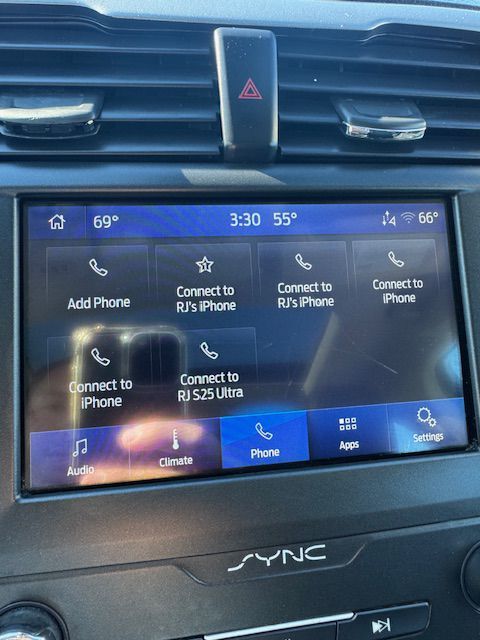 69° 3:30 55° 66°
Add Phone
Connect to
RJ's iPhone
Connect to
RJ's iPhone
Connect to
iPhone
Connect to
iPhone
Connect to
RJ S25 Ultra
Audio
Climate
Phone
Apps
Settings
SYNC